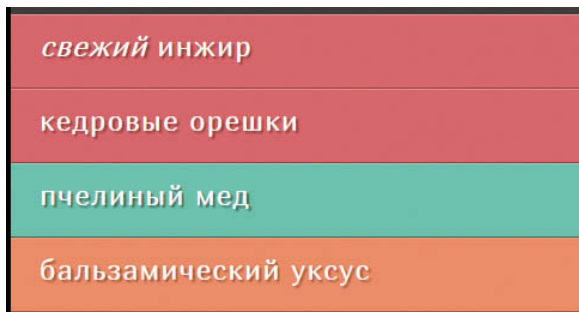 свежий инжир
кедровые орешки
пчелиный мед
бальзамический уксус